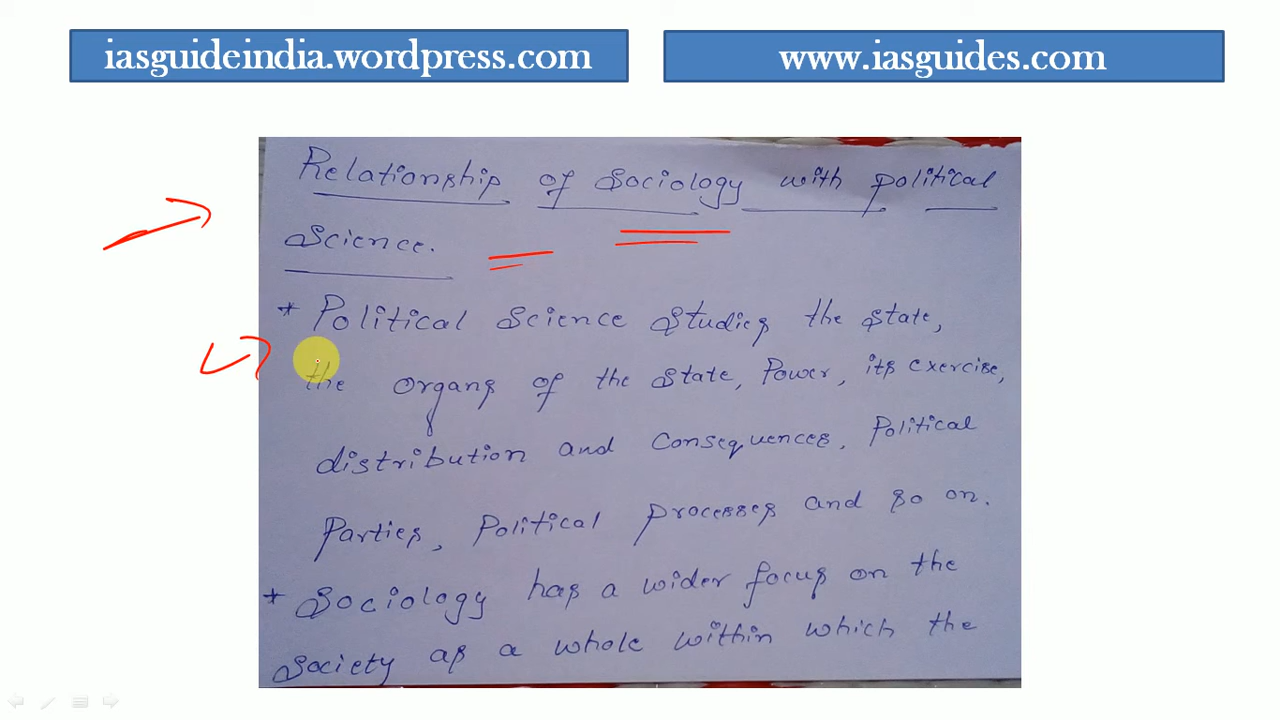 iasguideindia.wordpress.com
www.iasguides.com
Relationship of Sociology with political
Science.
* Political Science Studies the State,
the organs of the State, Power, its exercise,
distribution and consequences, Political
Parties, Political processes and so on.
* Sociology has a wider focus on the
Society as a whole within which the